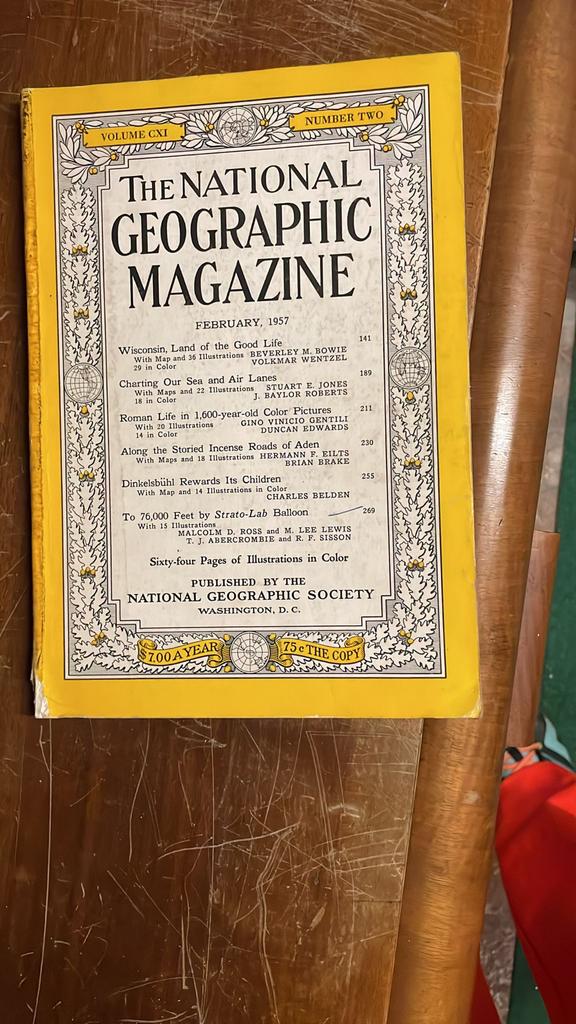 VOLUME CXI
NUMBER TWO
THE NATIONAL
GEOGRAPHIC
MAGAZINE
FEBRUARY, 1957
Wisconsin, Land of the Good Life 141
With Map and 36 Illustrations BEVERLEY M. BOWIE
29 in Color VOLKMAR WENTZEL
Charting Our Sea and Air Lanes 189
With Maps and 22 Illustrations STUART E. JONES
18 in Color J. BAYLOR ROBERTS
Roman Life in 1,600-year-old Color Pictures 211
With 20 Illustrations GINO VINICIO GENTILI
14 in Color DUNCAN EDWARDS
Along the Storied Incense Roads of Aden 230
With Maps and 18 Illustrations HERMANN F. EILTS
BRIAN BRAKE
Dinkelsbühl Rewards Its Children 255
With Map and 14 Illustrations in Color
CHARLES BELDEN
To 76,000 Feet by Strato-Lab Balloon 269
With 15 Illustrations
MALCOLM D. ROSS and M. LEE LEWIS
T. J. ABERCROMBIE and R. F. SISSON
Sixty-four Pages of Illustrations in Color
PUBLISHED BY THE
NATIONAL GEOGRAPHIC SOCIETY
WASHINGTON, D. C.
$7.00 A YEAR
75c THE COPY